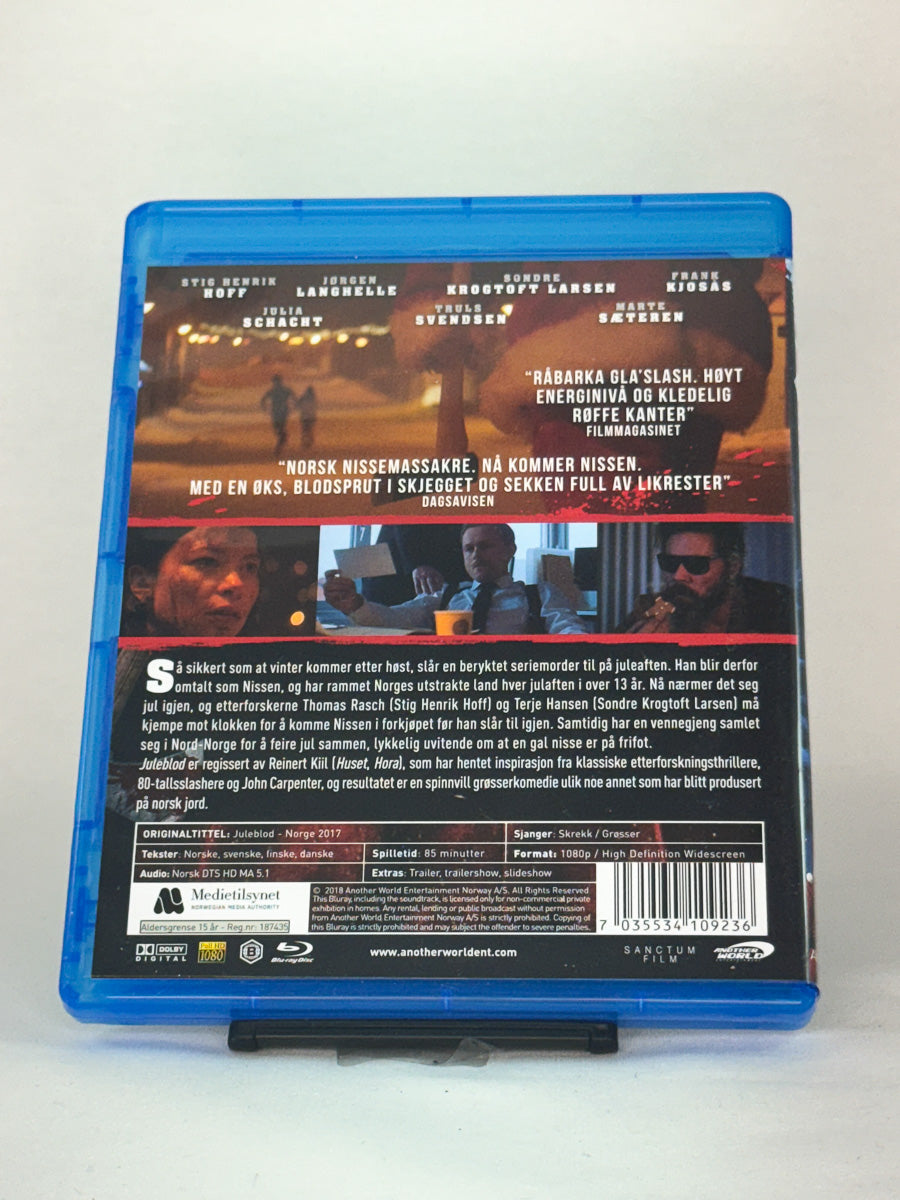 STIG HENRIK HOFF
JØRGEN LANGHELLE
SONDRE KROGTOFT LARSEN
FRANK KJOSÅS
JULIA SCHACHT
TRULS SVENDSEN
MARTE SÆTEREN
"RÅBARKA GLA'SLASH. HØYT
ENERGINIVÅ OG KLEDELIG
RØFFE KANTER"
FILMMAGASINET
"NORSK NISSEMASSAKRE. NÅ KOMMER NISSEN.
MED EN ØKS, BLODSPRUT I SKJEGGET OG SEKKEN FULL AV LIKRESTER"
DAGSAVISEN
Så sikkert som at vinter kommer etter høst, slår en beryktet seriemorder til på juleaften. Han blir derfor
omtalt som Nissen, og har rammet Norges utstrakte land hver julaften i over 13 år. Nå nærmer det seg
jul igjen, og etterforskerne Thomas Rasch (Stig Henrik Hoff) og Terje Hansen (Sondre Krogtoft Larsen) må
kjempe mot klokken for å komme Nissen i forkjøpet før han slår til igjen. Samtidig har en vennegjeng samlet
seg i Nord-Norge for å feire jul sammen, lykkelig uvitende om at en gal nisse er på frifot.
Juleblod er regissert av Reinert Kiil (Huset, Hora), som har hentet inspirasjon fra klassiske etterforskningsthrillere,
80-tallsslashere og John Carpenter, og resultatet er en spinnvill grøsserkomedie ulik noe annet som har blitt produsert
på norsk jord.
ORIGINALTITTEL: Juleblod - Norge 2017
Sjanger: Skrekk / Grøsser
Tekster: Norske, svenske, finske, danske
Spilletid: 85 minutter
Format: 1080p / High Definition Widescreen
Audio: Norsk DTS HD MA 5.1
Extras: Trailer, trailershow, slideshow
Medietilsynet
NORWEGIAN MEDIA AUTHORITY
Aldersgrense 15 år - Reg.nr: 187435
© 2018 Another World Entertainment Norway A/S. All Rights Reserved
This Bluray, including the soundtrack, is licensed only for non-commercial private
exhibition in homes. Any rental, lending or public broadcast without permission
from Another World Entertainment Norway A/S is strictly prohibited. Copying of
this Bluray is strictly prohibited and may subject the offender to severe penalties.
7 035534 109236
DOLBY
DIGITAL
Full HD
1080
B
Blu-ray Disc
www.anotherworldent.com
SANCTUM
FILM
ANOTHER
WORLD
ENTERTAINMENT